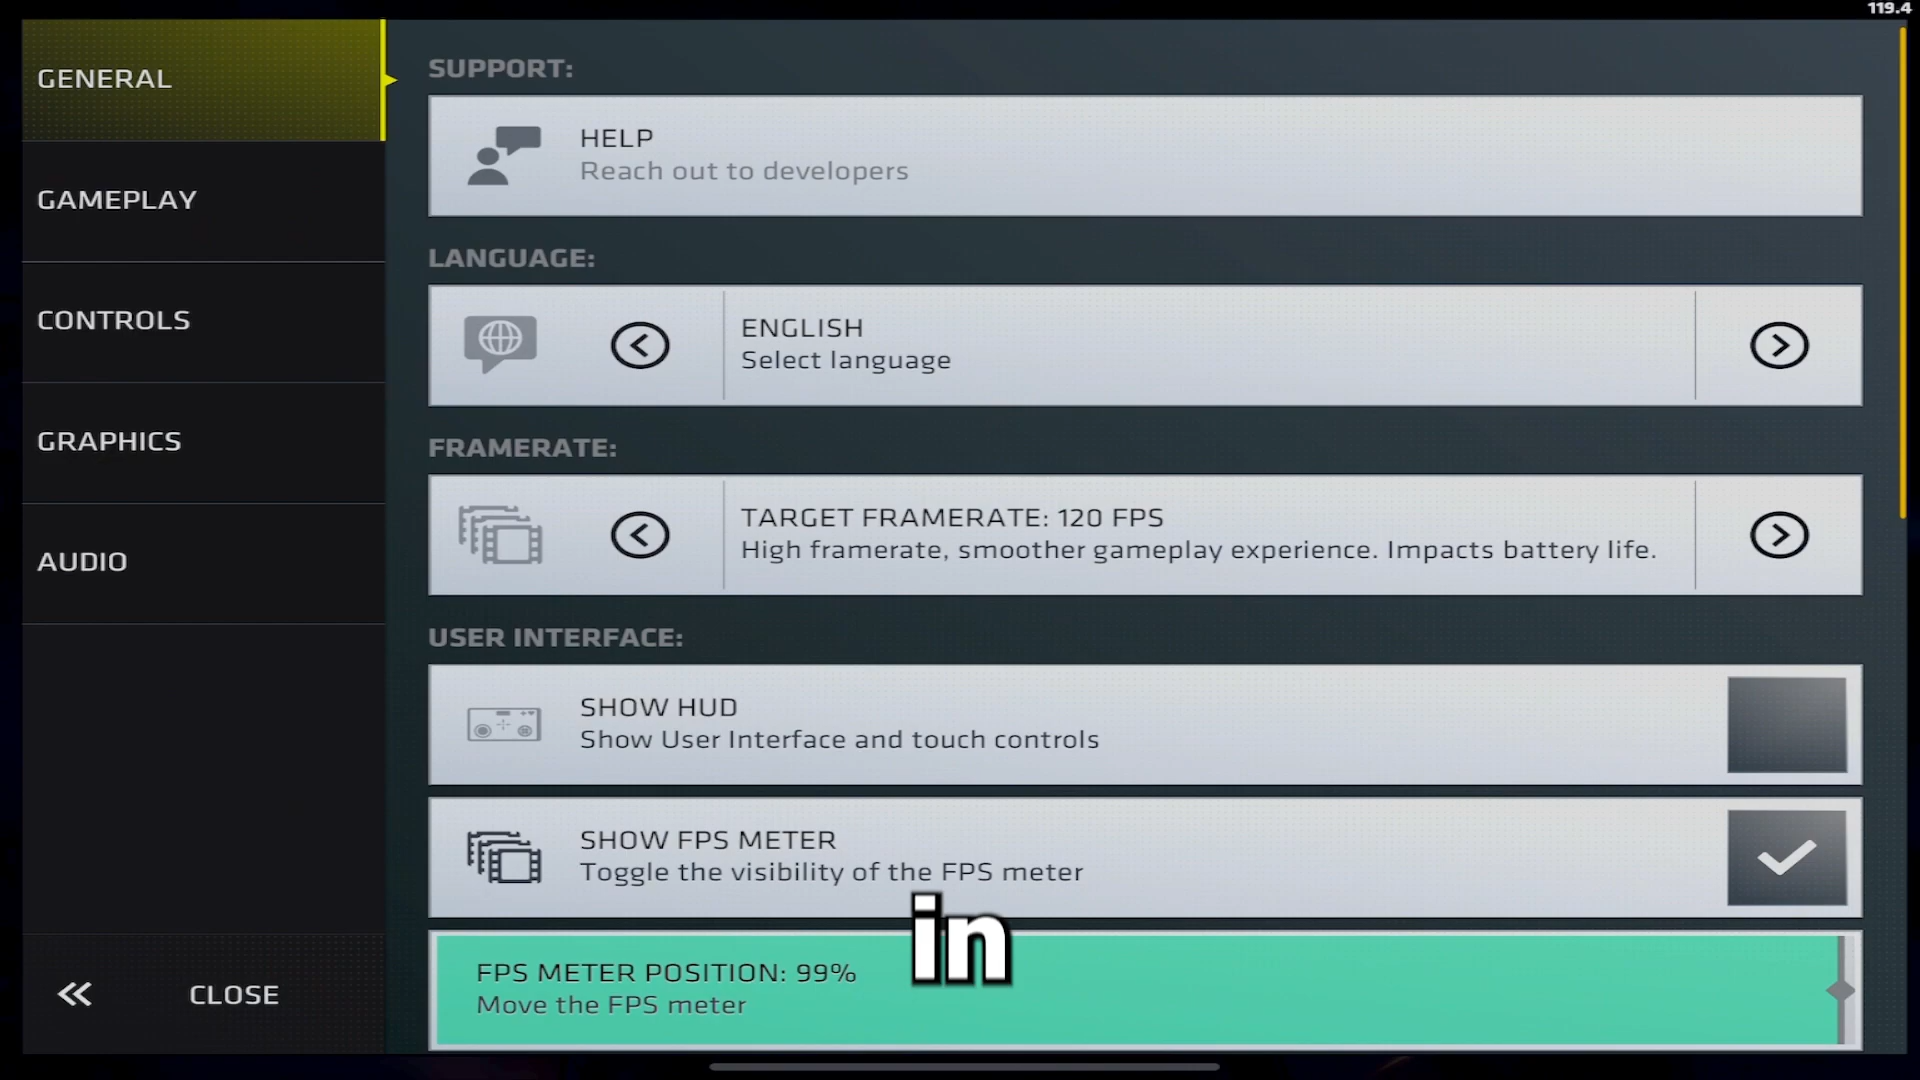 119.4
GENERAL
GAMEPLAY
CONTROLS
GRAPHICS
AUDIO
CLOSE
SUPPORT:
HELP
Reach out to developers
LANGUAGE:
ENGLISH
Select language
FRAMERATE:
TARGET FRAMERATE: 120 FPS
High framerate, smoother gameplay experience. Impacts battery life.
USER INTERFACE:
SHOW HUD
Show User Interface and touch controls
SHOW FPS METER
Toggle the visibility of the FPS meter
in
FPS METER POSITION: 99%
Move the FPS meter